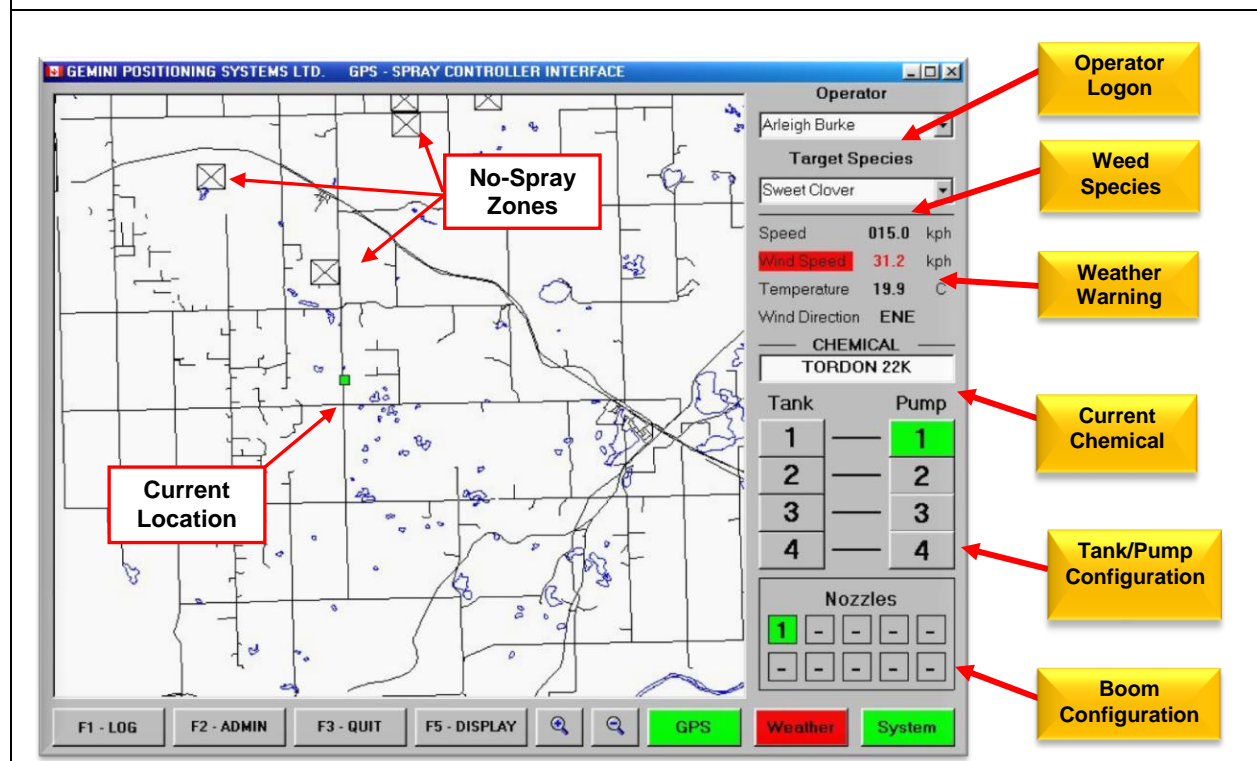 GEMINI POSITIONING SYSTEMS LTD. GPS - SPRAY CONTROLLER INTERFACE
Operator
Arleigh Burke
Target Species
Sweet Clover
Speed 015.0 kph
Wind Speed 31.2 kph
Temperature 19.9 C
Wind Direction ENE
CHEMICAL
TORDON 22K
Tank Pump
1 1
2 2
3 3
4 4
Nozzles
1 - - - -
- - - - -
F1 - LOG F2 - ADMIN F3 - QUIT F5 - DISPLAY GPS Weather System
No-Spray
Zones
Current
Location
Operator
Logon
Weed
Species
Weather
Warning
Current
Chemical
Tank/Pump
Configuration
Boom
Configuration